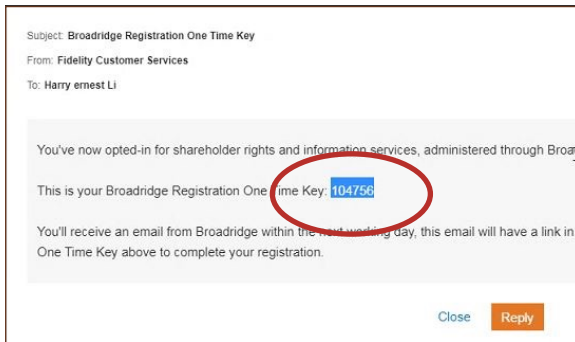 Subject: Broadridge Registration One Time Key
From: Fidelity Customer Services
To: Harry ernest Li
You've now opted-in for shareholder rights and information services, administered through
This is your Broadridge Registration One Time Key: 104756
You'll receive an email from Broadridge within the next working day, this email will have a link in
One Time Key above to complete your registration.
Close Reply